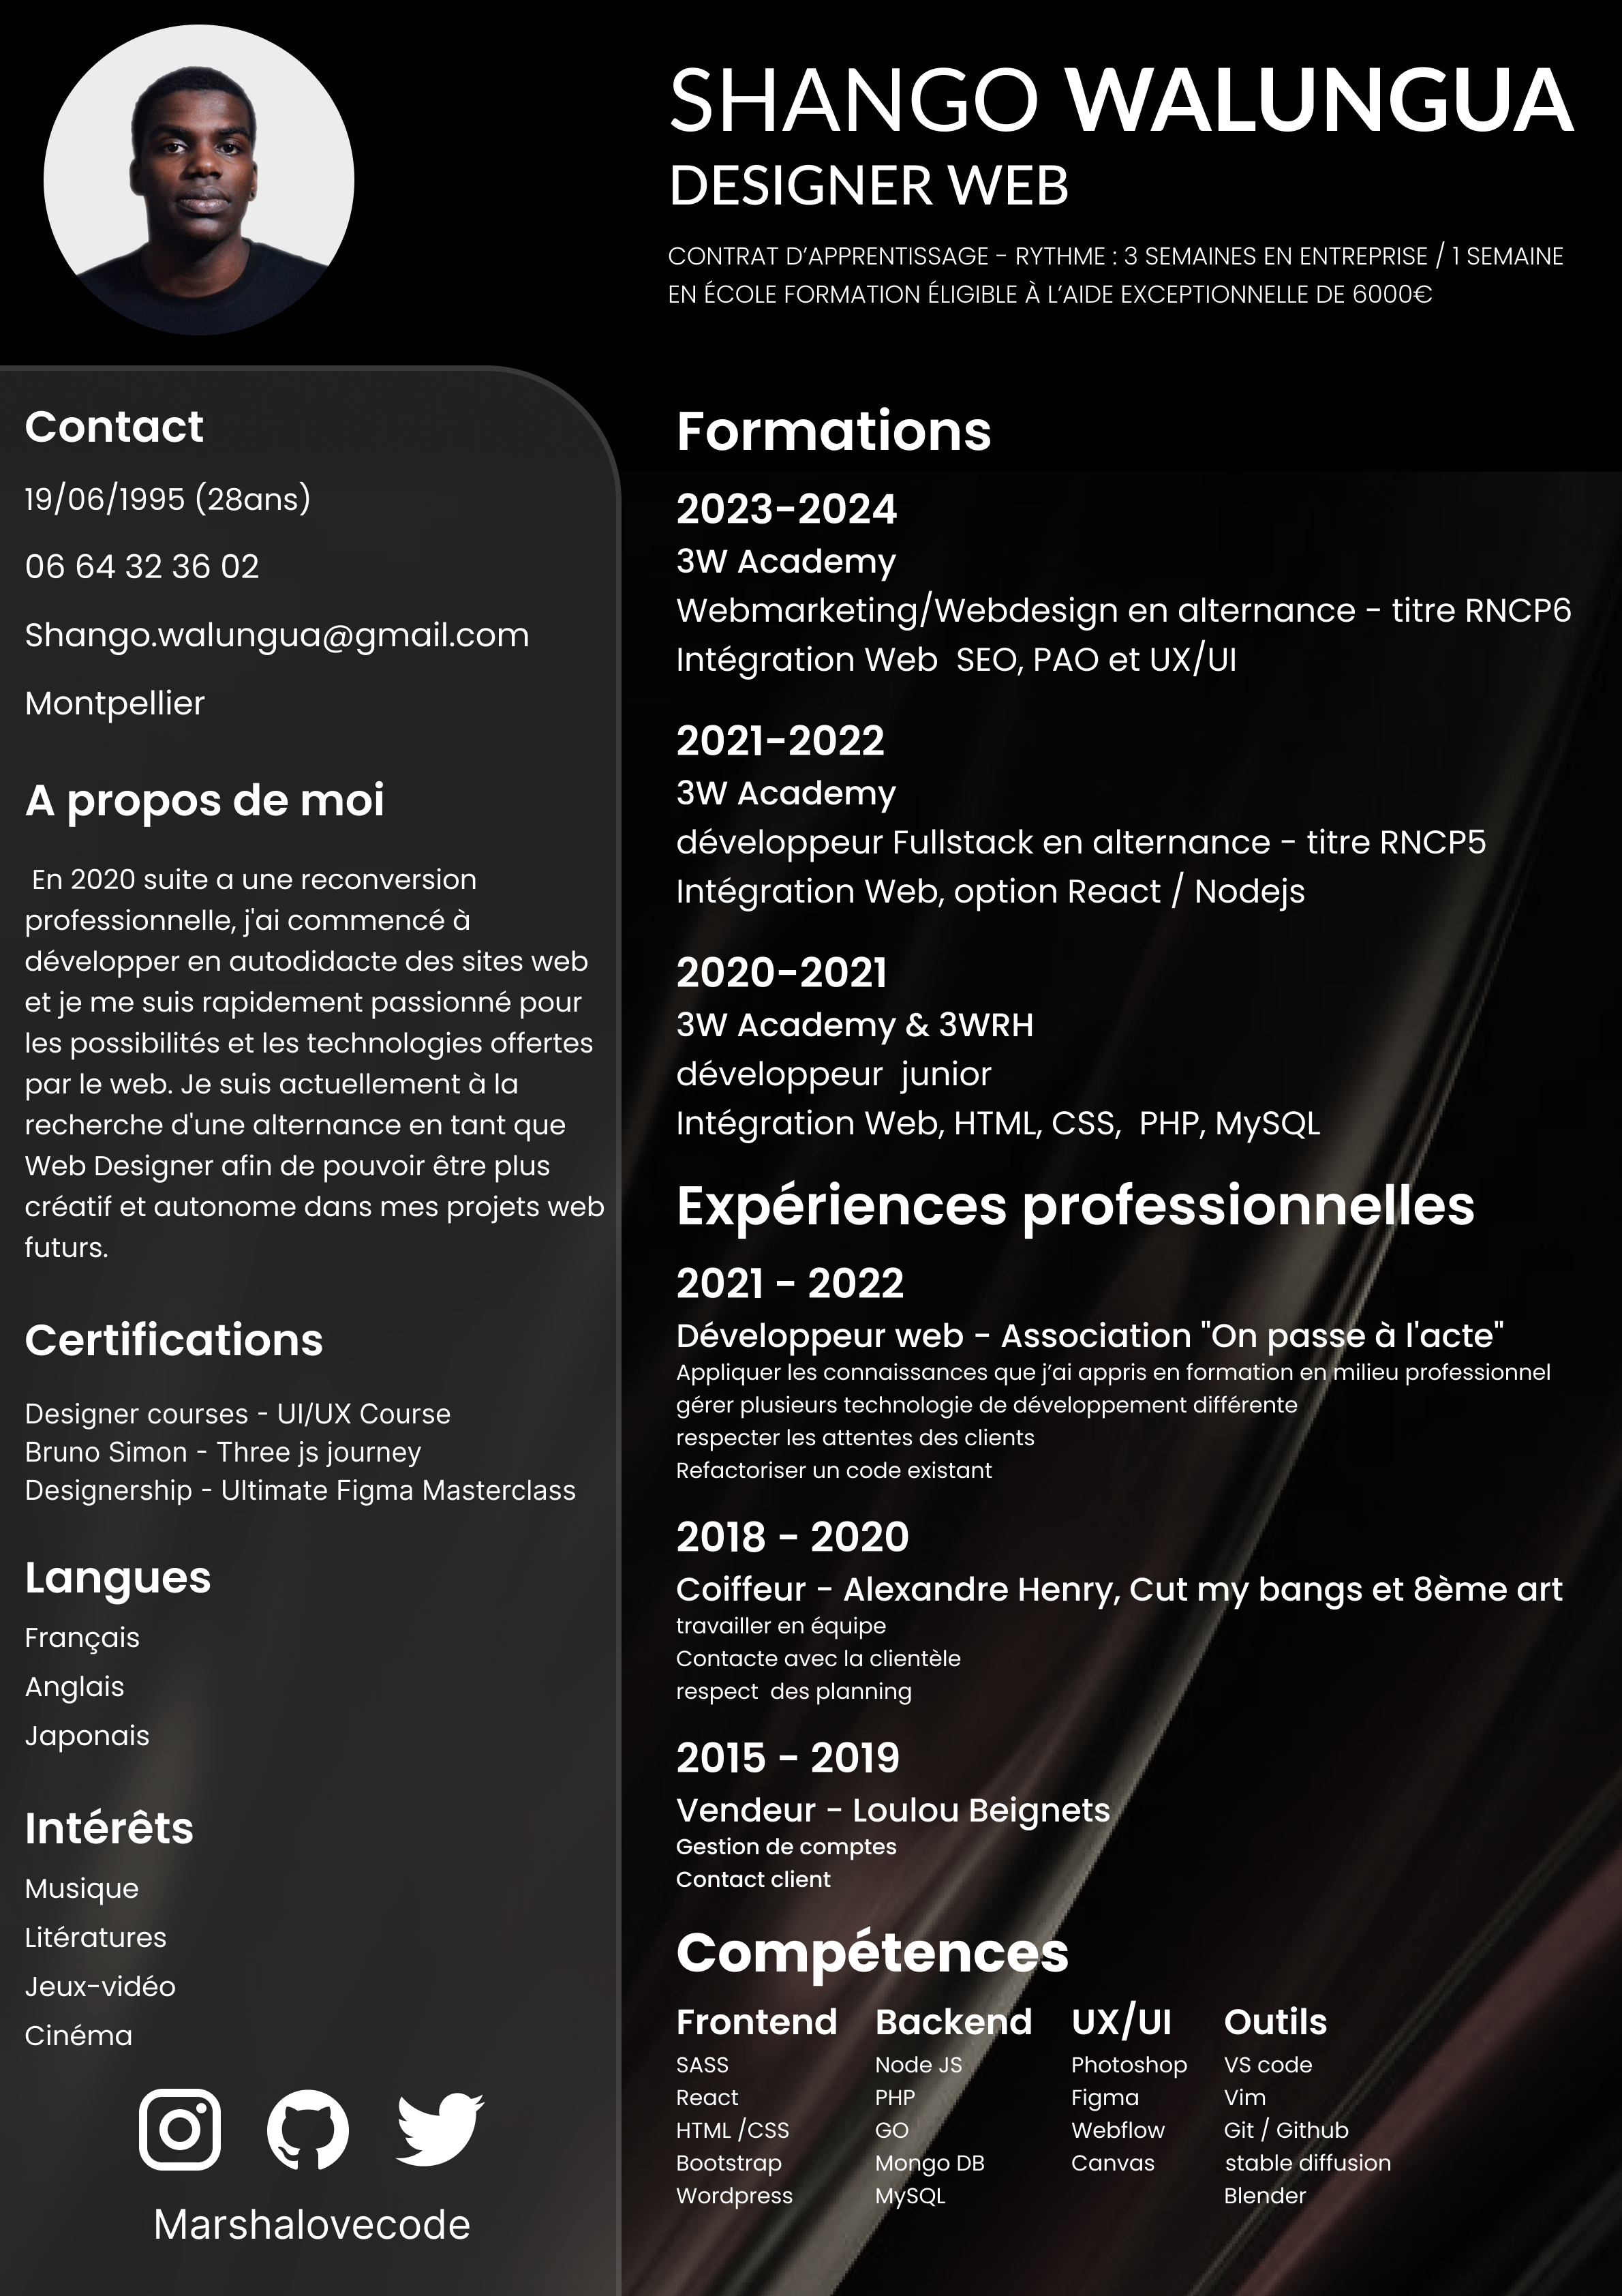 SHANGO WALUNGUA
DESIGNER WEB
CONTRAT D’APPRENTISSAGE - RYTHME : 3 SEMAINES EN ENTREPRISE / 1 SEMAINE
EN ÉCOLE FORMATION ÉLIGIBLE À L’AIDE EXCEPTIONNELLE DE 6000€
Contact
19/06/1995 (28ans)
06 64 32 36 02
Shango.walungua@gmail.com
Montpellier
A propos de moi
En 2020 suite a une reconversion
professionnelle, j'ai commencé à
développer en autodidacte des sites web
et je me suis rapidement passionné pour
les possibilités et les technologies offertes
par le web. Je suis actuellement à la
recherche d'une alternance en tant que
Web Designer afin de pouvoir être plus
créatif et autonome dans mes projets web
futurs.
Certifications
Designer courses - UI/UX Course
Bruno Simon - Three js journey
Designership - Ultimate Figma Masterclass
Langues
Français
Anglais
Japonais
Intérêts
Musique
Litératures
Jeux-vidéo
Cinéma
Marshalovecode
Formations
2023-2024
3W Academy
Webmarketing/Webdesign en alternance - titre RNCP6
Intégration Web  SEO, PAO et UX/UI
2021-2022
3W Academy
développeur Fullstack en alternance - titre RNCP5
Intégration Web, option React / Nodejs
2020-2021
3W Academy & 3WRH
développeur  junior
Intégration Web, HTML, CSS,  PHP, MySQL
Expériences professionnelles
2021 - 2022
Développeur web - Association "On passe à l'acte"
Appliquer les connaissances que j’ai appris en formation en milieu professionnel
gérer plusieurs technologie de développement différente
respecter les attentes des clients
Refactoriser un code existant
2018 - 2020
Coiffeur - Alexandre Henry, Cut my bangs et 8ème art
travailler en équipe
Contacte avec la clientèle
respect  des planning
2015 - 2019
Vendeur - Loulou Beignets
Gestion de comptes
Contact client
Compétences
Frontend
SASS
React
HTML /CSS
Bootstrap
Wordpress
Backend
Node JS
PHP
GO
Mongo DB
MySQL
UX/UI
Photoshop
Figma
Webflow
Canvas
Outils
VS code
Vim
Git / Github
stable diffusion
Blender